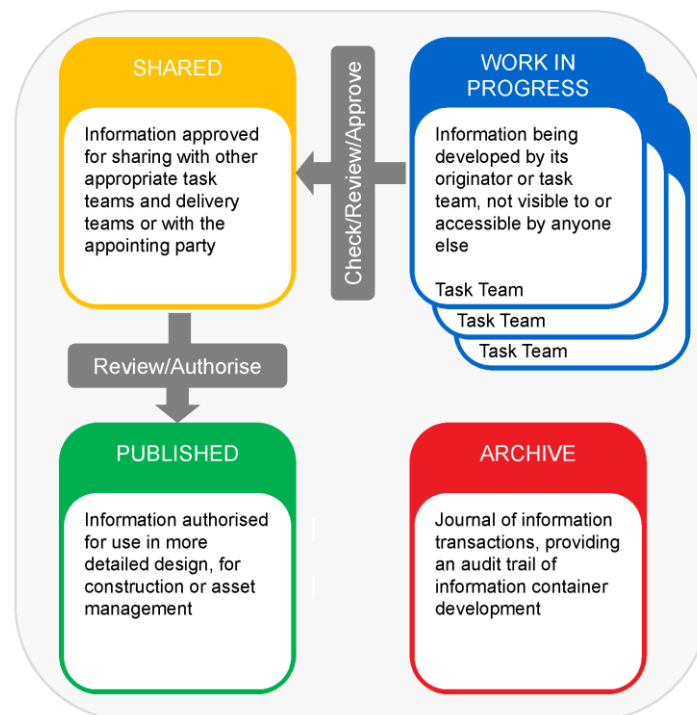 SHARED
Information approved
for sharing with other
appropriate task
teams and delivery
teams or with the
appointing party
Check/Review/Approve
WORK IN
PROGRESS
Information being
developed by its
originator or task
team, not visible to or
accessible by anyone
else
Task Team
Task Team
Task Team
Review/Authorise
PUBLISHED
Information authorised
for use in more
detailed design, for
construction or asset
management
ARCHIVE
Journal of information
transactions, providing
an audit trail of
information container
development